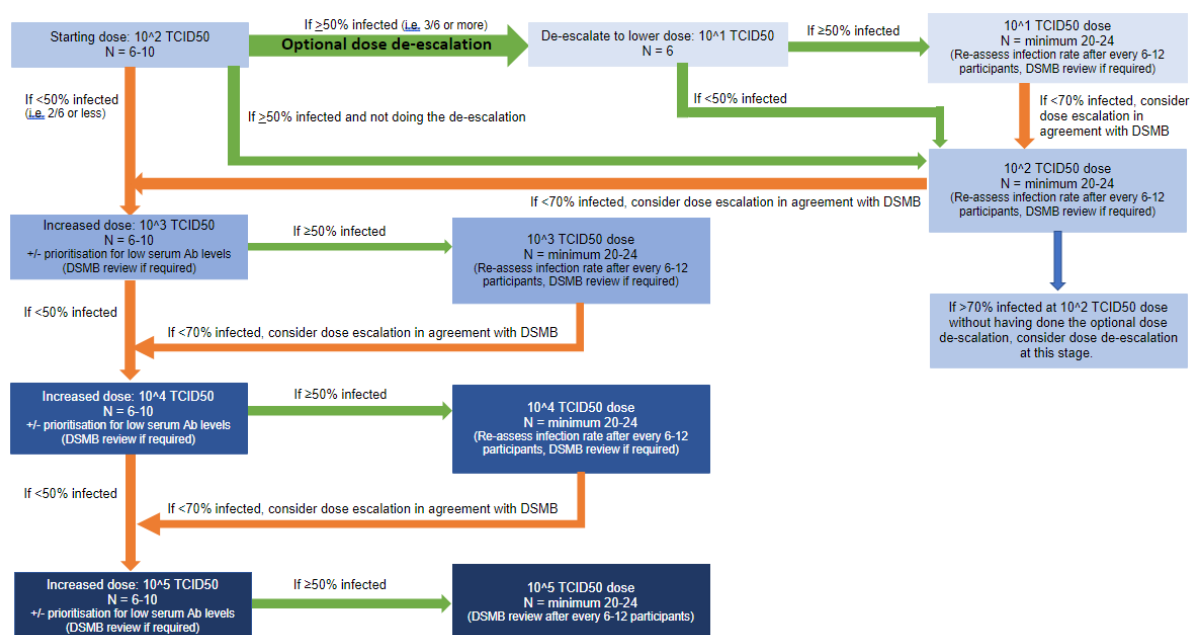 Starting dose: 10^2 TCID50
N = 6-10
If ≥50% infected (i.e. 3/6 or more)
Optional dose de-escalation
De-escalate to lower dose: 10^1 TCID50
N = 6
If ≥50% infected
10^1 TCID50 dose
N = minimum 20-24
(Re-assess infection rate after every 6-12
participants, DSMB review if required)
If <50% infected
(i.e. 2/6 or less)
If ≥50% infected and not doing the de-escalation
If <50% infected
If <70% infected, consider
dose escalation in
agreement with DSMB
10^2 TCID50 dose
N = minimum 20-24
(Re-assess infection rate after every 6-12
participants, DSMB review if required)
If <70% infected, consider dose escalation in agreement with DSMB
Increased dose: 10^3 TCID50
N = 6-10
+/- prioritisation for low serum Ab levels
(DSMB review if required)
If ≥50% infected
10^3 TCID50 dose
N = minimum 20-24
(Re-assess infection rate after every 6-12
participants, DSMB review if required)
If >70% infected at 10^2 TCID50 dose
without having done the optional dose
de-scalation, consider dose de-escalation
at this stage.
If <50% infected
If <70% infected, consider dose escalation in agreement with DSMB
Increased dose: 10^4 TCID50
N = 6-10
+/- prioritisation for low serum Ab levels
(DSMB review if required)
If ≥50% infected
10^4 TCID50 dose
N = minimum 20-24
(Re-assess infection rate after every 6-12
participants, DSMB review if required)
If <50% infected
If <70% infected, consider dose escalation in agreement with DSMB
Increased dose: 10^5 TCID50
N = 6-10
+/- prioritisation for low serum Ab levels
(DSMB review if required)
If ≥50% infected
10^5 TCID50 dose
N = minimum 20-24
(DSMB review after every 6-12 participants)